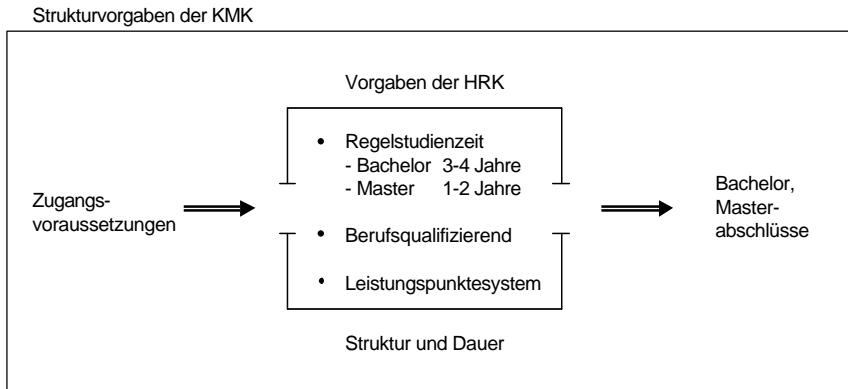 Strukturvorgaben der KMK
Vorgaben der HRK
• Regelstudienzeit
- Bachelor 3-4 Jahre
- Master 1-2 Jahre
Zugangs-
voraussetzungen
• Berufsqualifizierend
• Leistungspunktesystem
Bachelor,
Master-
abschlüsse
Struktur und Dauer